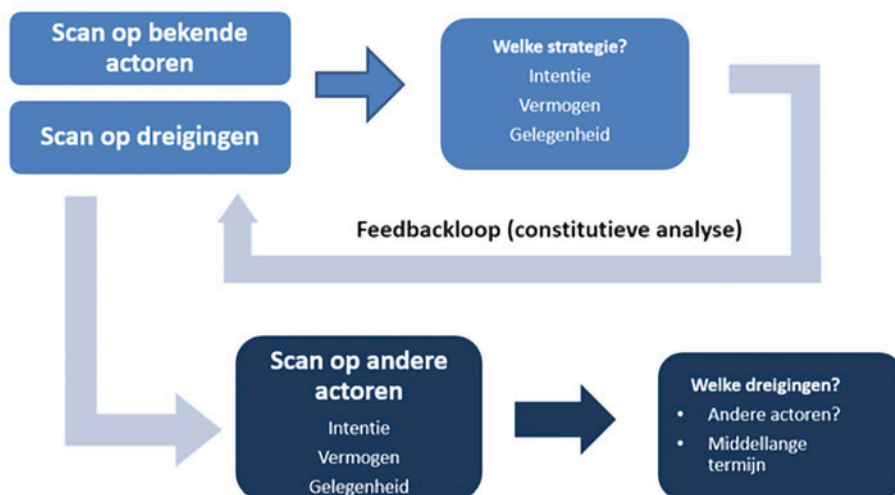 Scan op bekende
actoren
Scan op dreigingen
Welke strategie?
Intentie
Vermogen
Gelegenheid
Feedbackloop (constitutieve analyse)
Scan op andere
actoren
Intentie
Vermogen
Gelegenheid
Welke dreigingen?
• Andere actoren?
• Middellange
termijn